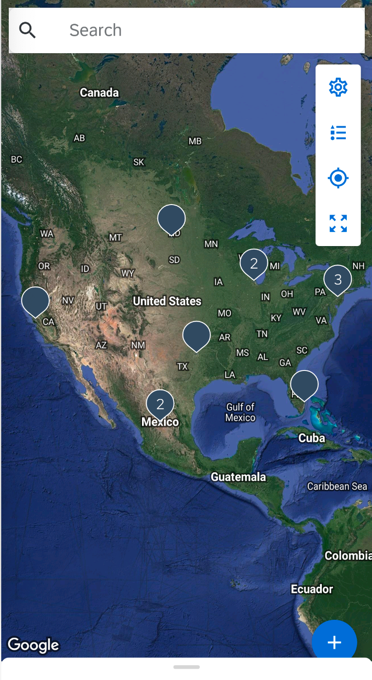 Search
Canada
AB
MB
SK
BC
NH
WA
MT
ND
MN
OR
ID
SD
WY
2
MI
3
PA
IA
NV
UT
United States
IN
OH
MO
WV
KY
VA
CA
AZ
NM
AR
TN
TX
MS
AL
SC
GA
LA
2
Mexico
Gulf of
Mexico
Cuba
Guatemala
Caribbean Sea
Colombia
Ecuador
Google